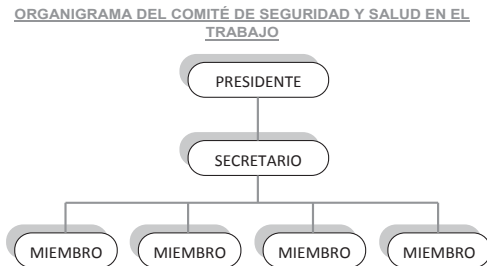 ORGANIGRAMA DEL COMITÉ DE SEGURIDAD Y SALUD EN EL
TRABAJO
PRESIDENTE
SECRETARIO
MIEMBRO MIEMBRO MIEMBRO MIEMBRO